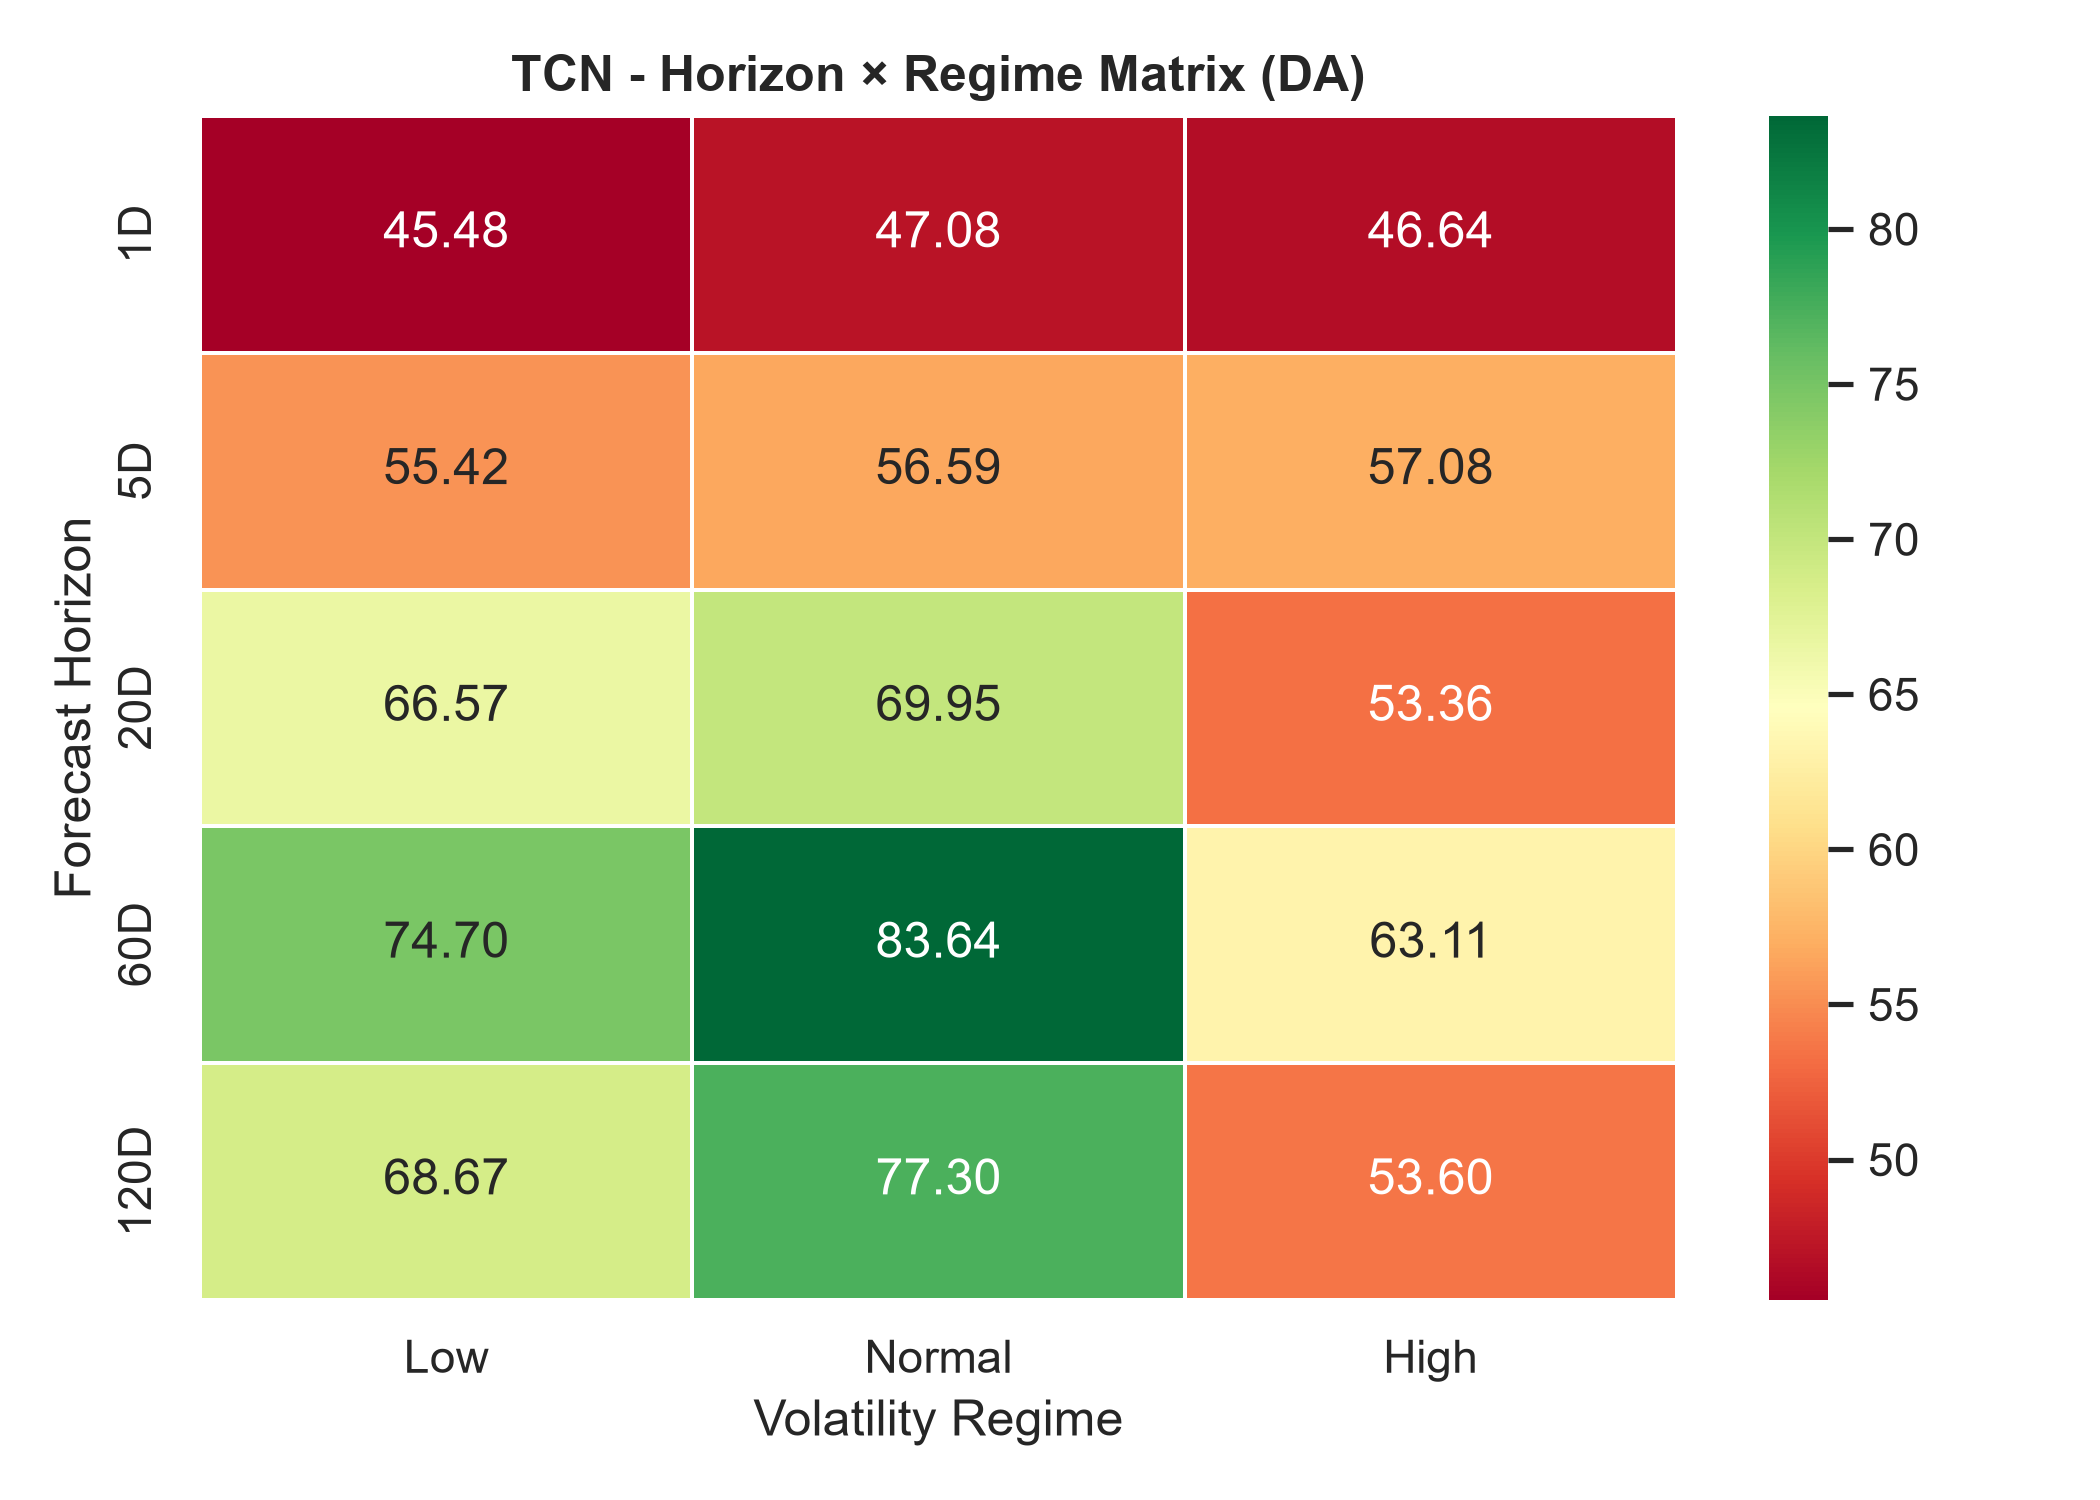 TCN - Horizon × Regime Matrix (DA)
Forecast Horizon
1D 45.48 47.08 46.64
5D 55.42 56.59 57.08
20D 66.57 69.95 53.36
60D 74.70 83.64 63.11
120D 68.67 77.30 53.60
Low Normal High
Volatility Regime
80
75
70
65
60
55
50